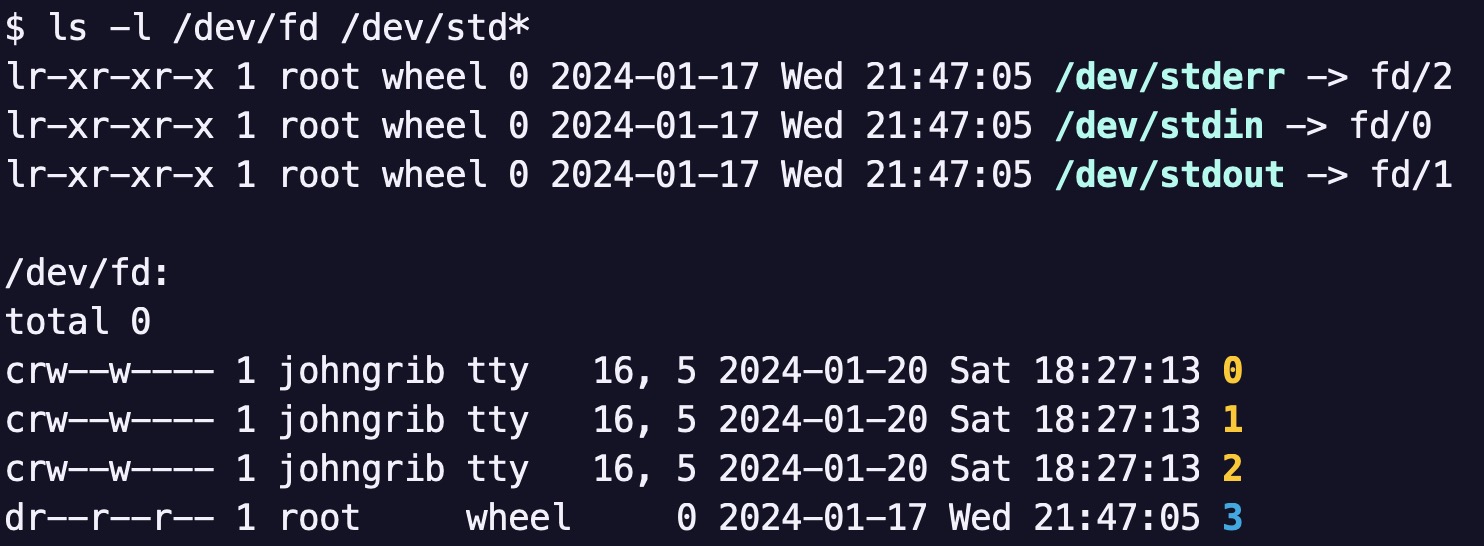 $ ls -l /dev/fd /dev/std*
lr-xr-xr-x 1 root wheel 0 2024-01-17 Wed 21:47:05 /dev/stderr -> fd/2
lr-xr-xr-x 1 root wheel 0 2024-01-17 Wed 21:47:05 /dev/stdin -> fd/0
lr-xr-xr-x 1 root wheel 0 2024-01-17 Wed 21:47:05 /dev/stdout -> fd/1

/dev/fd:
total 0
crw--w---- 1 johngrib tty   16, 5 2024-01-20 Sat 18:27:13 0
crw--w---- 1 johngrib tty   16, 5 2024-01-20 Sat 18:27:13 1
crw--w---- 1 johngrib tty   16, 5 2024-01-20 Sat 18:27:13 2
dr--r--r-- 1 root     wheel     0 2024-01-17 Wed 21:47:05 3